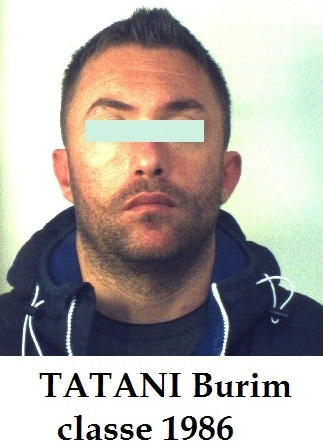 TATANI Burim
classe 1986